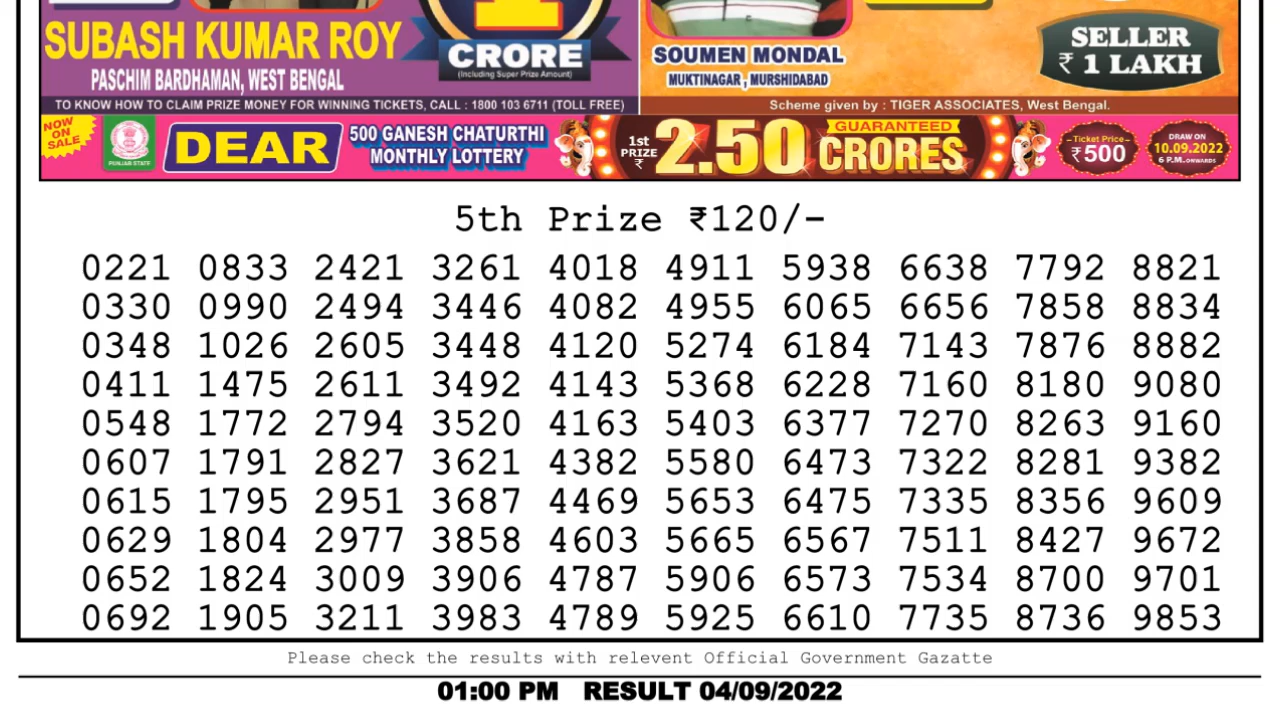 SUBASH KUMAR ROY
PASCHIM BARDHAMAN, WEST BENGAL
1
CRORE
(Including Super Prize Amount)
SOUMEN MONDAL
MUKTINAGAR, MURSHIDABAD
SELLER
₹ 1 LAKH
TO KNOW HOW TO CLAIM PRIZE MONEY FOR WINNING TICKETS, CALL : 1800 103 6711 (TOLL FREE)
Scheme given by : TIGER ASSOCIATES, West Bengal.
NOW
ON
SALE
PUNJAB STATE
DEAR
500 GANESH CHATURTHI
MONTHLY LOTTERY
1st
PRIZE
₹
2.50
GUARANTEED
CRORES
Ticket Price
₹500
DRAW ON
10.09.2022
6 P.M. ONWARDS
5th Prize ₹120/-
0221 0833 2421 3261 4018 4911 5938 6638 7792 8821
0330 0990 2494 3446 4082 4955 6065 6656 7858 8834
0348 1026 2605 3448 4120 5274 6184 7143 7876 8882
0411 1475 2611 3492 4143 5368 6228 7160 8180 9080
0548 1772 2794 3520 4163 5403 6377 7270 8263 9160
0607 1791 2827 3621 4382 5580 6473 7322 8281 9382
0615 1795 2951 3687 4469 5653 6475 7335 8356 9609
0629 1804 2977 3858 4603 5665 6567 7511 8427 9672
0652 1824 3009 3906 4787 5906 6573 7534 8700 9701
0692 1905 3211 3983 4789 5925 6610 7735 8736 9853
Please check the results with relevent Official Government Gazatte
01:00 PM RESULT 04/09/2022